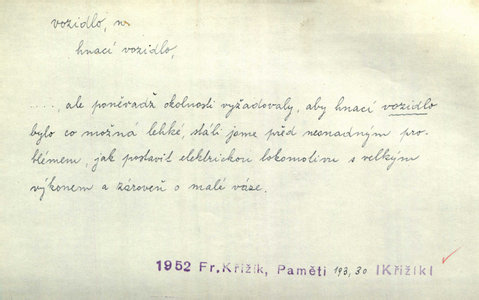 vozidlo, n.
hnací vozidlo,
....., ale poněvadž okolnosti vyžadovaly, aby hnací vozidlo
bylo co možná lehké, stáli jsme před nesnadným pro-
blémem, jak postavit elektrickou lokomotivu s velkým
výkonem a zároveň o malé váze.
1952 Fr. Křižík, Paměti 193,30 |Křižík|